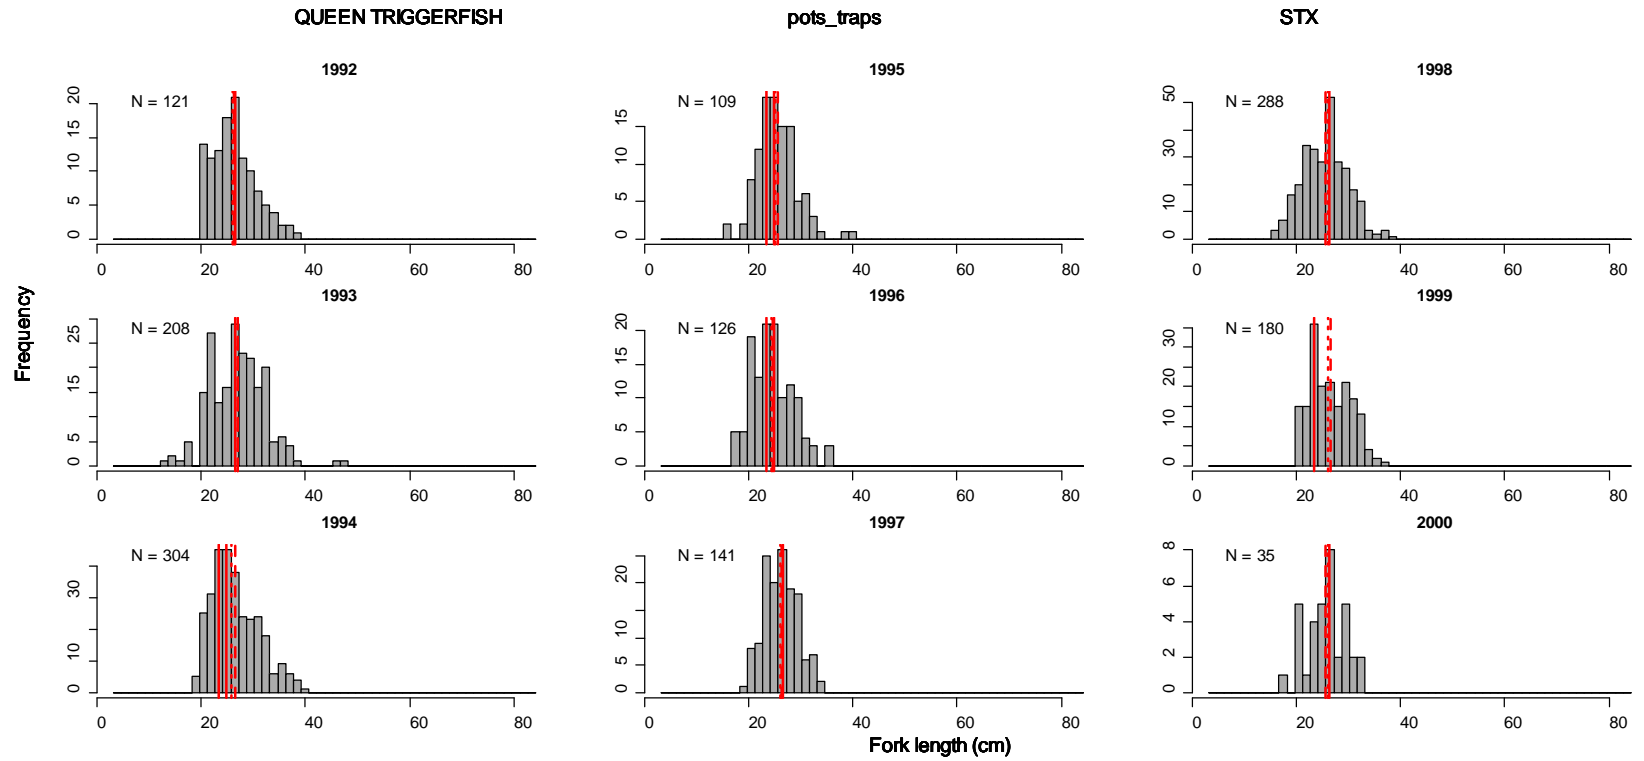 QUEEN TRIGGERFISH pots_traps STX
1992
N = 121
0 5 10 15 20
0 20 40 60 80
1995
N = 109
0 5 10 15
0 20 40 60 80
1998
N = 288
0 10 30 50
0 20 40 60 80
Frequency
1993
N = 208
0 5 15 25
0 20 40 60 80
1996
N = 126
0 5 10 15 20
0 20 40 60 80
1999
N = 180
0 10 20 30
0 20 40 60 80
1994
N = 304
0 10 30
0 20 40 60 80
1997
N = 141
0 5 10 20
0 20 40 60 80
2000
N = 35
0 2 4 6 8
0 20 40 60 80
Fork length (cm)